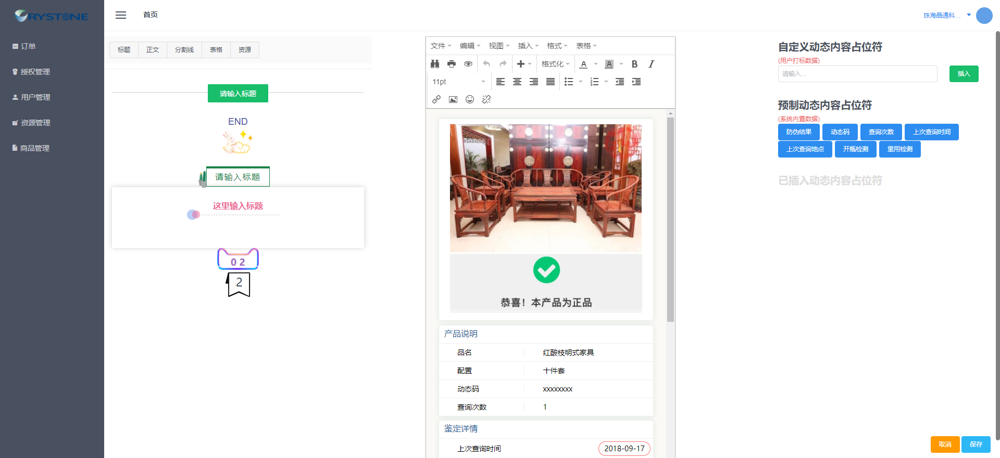 CRYSTONE
首页
珠海晶通科...
订单
授权管理
用户管理
资源管理
商品管理
标题 正文 分割线 表格 资源
请输入标题
END
请输入标题
这里输入标题
02
2
文件 编辑 视图 插入 格式 表格
格式化 A A B I
11pt
恭喜！本产品为正品
产品说明
品名 红酸枝明式家具
配置 十件套
动态码 xxxxxxxx
查询次数 1
鉴定详情
上次查询时间 2018-09-17
自定义动态内容占位符
(用户打标数据)
请输入... 插入
预制动态内容占位符
(系统内置数据)
防伪结果 动态码 查询次数 上次查询时间
上次查询地点 开瓶检测 重用检测
已插入动态内容占位符
取消 保存